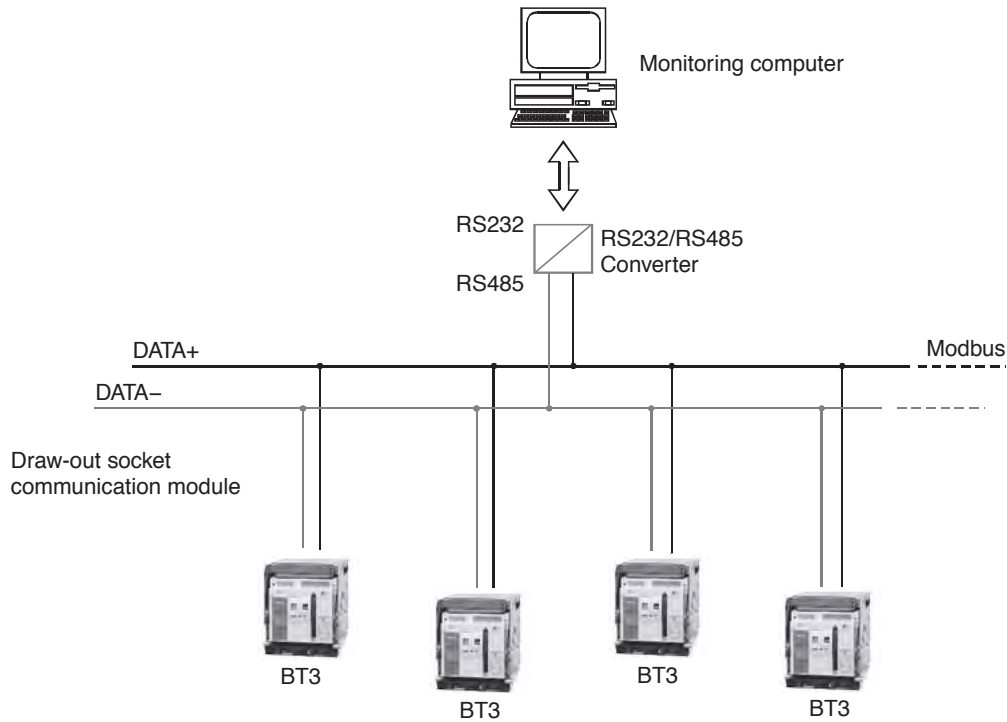 Monitoring computer
RS232
RS232/RS485
Converter
RS485
DATA+
Modbus
DATA−
Draw-out socket
communication module
BT3
BT3
BT3
BT3